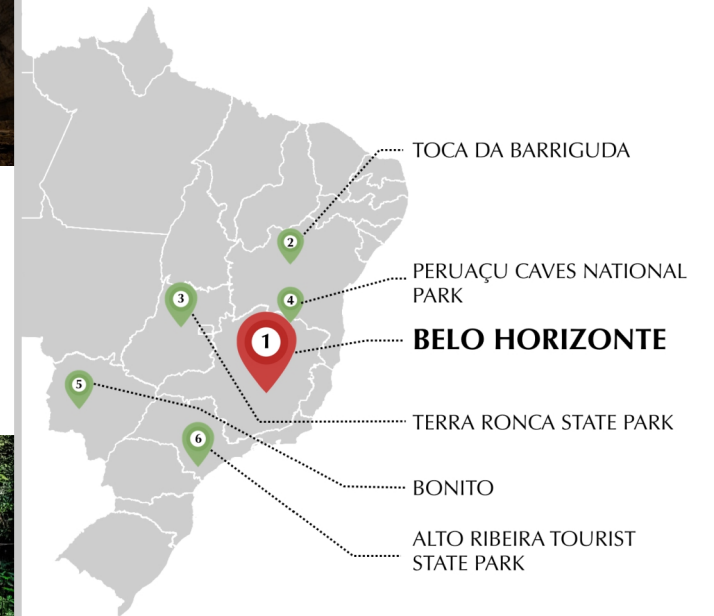 TOCA DA BARRIGUDA
2
PERUAÇU CAVES NATIONAL
PARK
3
4
1
BELO HORIZONTE
5
TERRA RONCA STATE PARK
6
BONITO
ALTO RIBEIRA TOURIST
STATE PARK